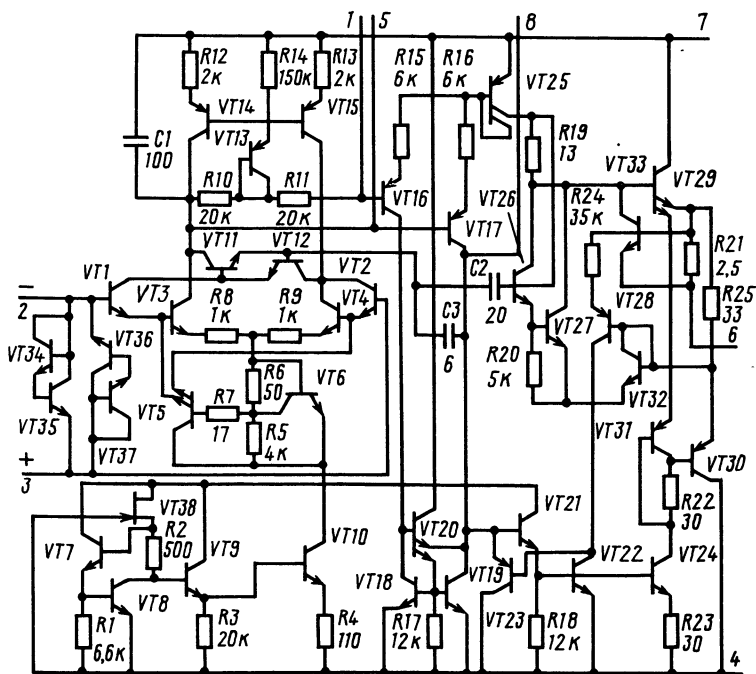 1 5 8 7
R12
2к
R14
150к
R13
2к
R15
6к
R16
6к
VT25
VT14
VT15
VT13
C1
100
R19
13
VT33
R10
20к
R11
20к
VT16
VT26
R24
35к
VT29
VT17
R21
2,5
VT11
VT12
VT1
VT2
C2
20
VT28
R25
33
−
2
VT3
R8
1к
R9
1к
VT4
C3
6
VT27
6
VT34
VT36
R20
5к
VT32
VT35
VT5
R7
17
R6
50
VT6
VT37
R5
4к
VT31
VT30
+
3
VT38
VT21
R22
30
VT7
R2
500
VT9
VT10
VT20
VT8
VT18
VT19
VT22
VT24
R1
6,6к
R3
20к
R4
110
R17
12к
VT23
R18
12к
R23
30
4